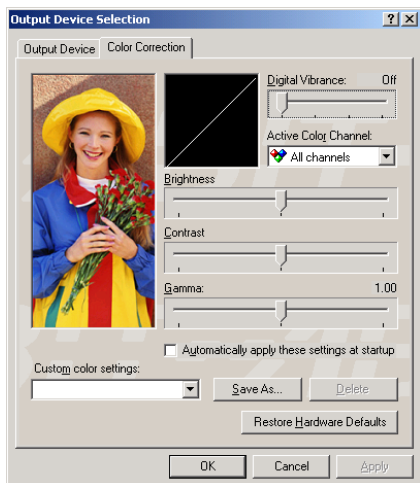 Output Device Selection
Output Device
Color Correction
Digital Vibrance: Off
Active Color Channel:
All channels
Brightness
Contrast
Gamma: 1.00
Automatically apply these settings at startup
Custom color settings:
Save As...
Delete
Restore Hardware Defaults
OK
Cancel
Apply